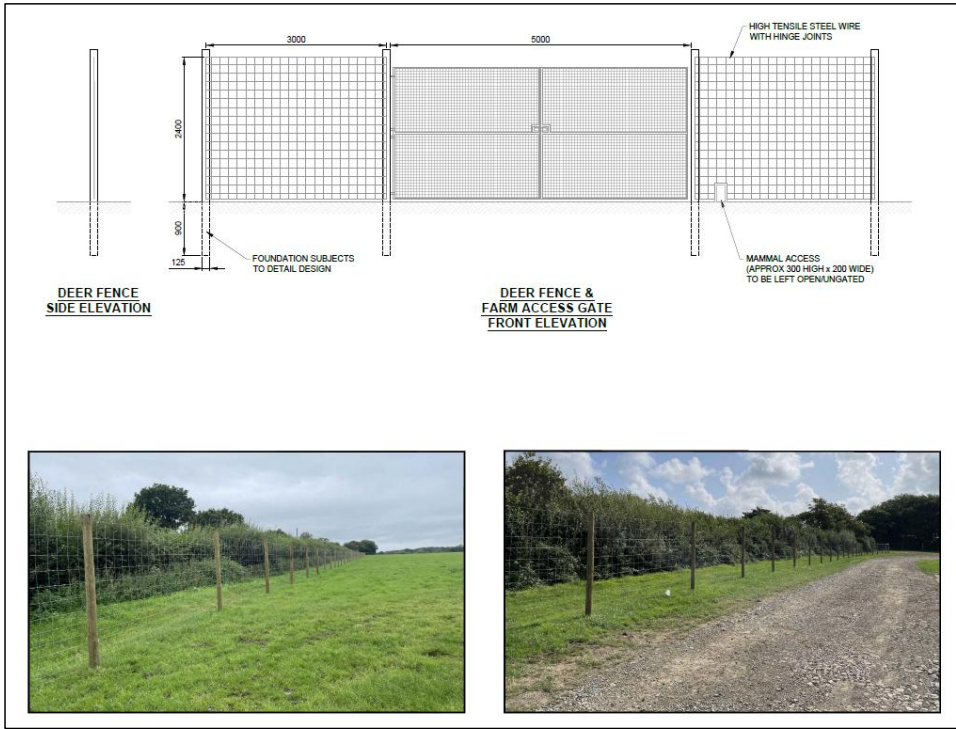 3000
5000
HIGH TENSILE STEEL WIRE
WITH HINGE JOINTS
2400
900
125
FOUNDATION SUBJECTS
TO DETAIL DESIGN
MAMMAL ACCESS
(APPROX 300 HIGH x 200 WIDE)
TO BE LEFT OPEN/UNGATED
DEER FENCE
SIDE ELEVATION
DEER FENCE &
FARM ACCESS GATE
FRONT ELEVATION